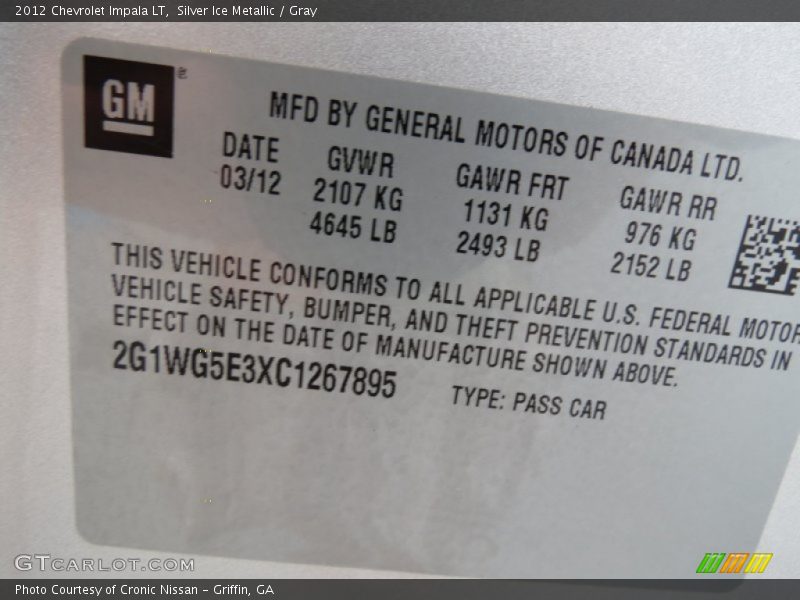 2012 Chevrolet Impala LT, Silver Ice Metallic / Gray
GM®
MFD BY GENERAL MOTORS OF CANADA LTD.
DATE GVWR GAWR FRT GAWR RR
03/12 2107 KG 1131 KG 976 KG
4645 LB 2493 LB 2152 LB
THIS VEHICLE CONFORMS TO ALL APPLICABLE U.S. FEDERAL MOTOR
VEHICLE SAFETY, BUMPER, AND THEFT PREVENTION STANDARDS IN
EFFECT ON THE DATE OF MANUFACTURE SHOWN ABOVE.
2G1WG5E3XC1267895 TYPE: PASS CAR
GTCARLOT.COM
Photo Courtesy of Cronic Nissan – Griffin, GA